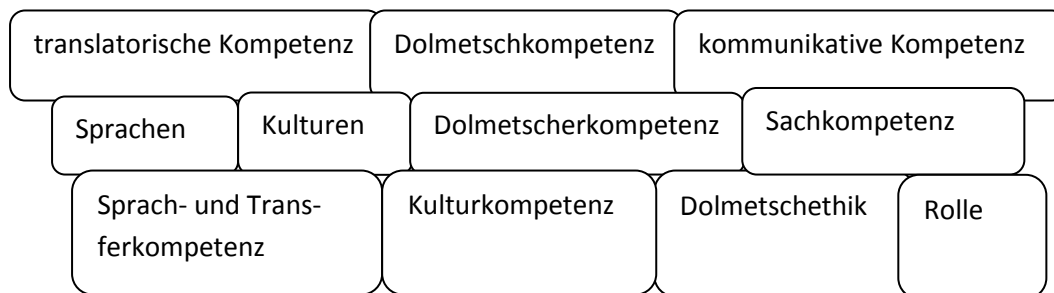 translatorische Kompetenz
Dolmetschkompetenz
kommunikative Kompetenz
Sprachen
Kulturen
Dolmetscherkompetenz
Sachkompetenz
Sprach- und Trans-
ferkompetenz
Kulturkompetenz
Dolmetschethik
Rolle